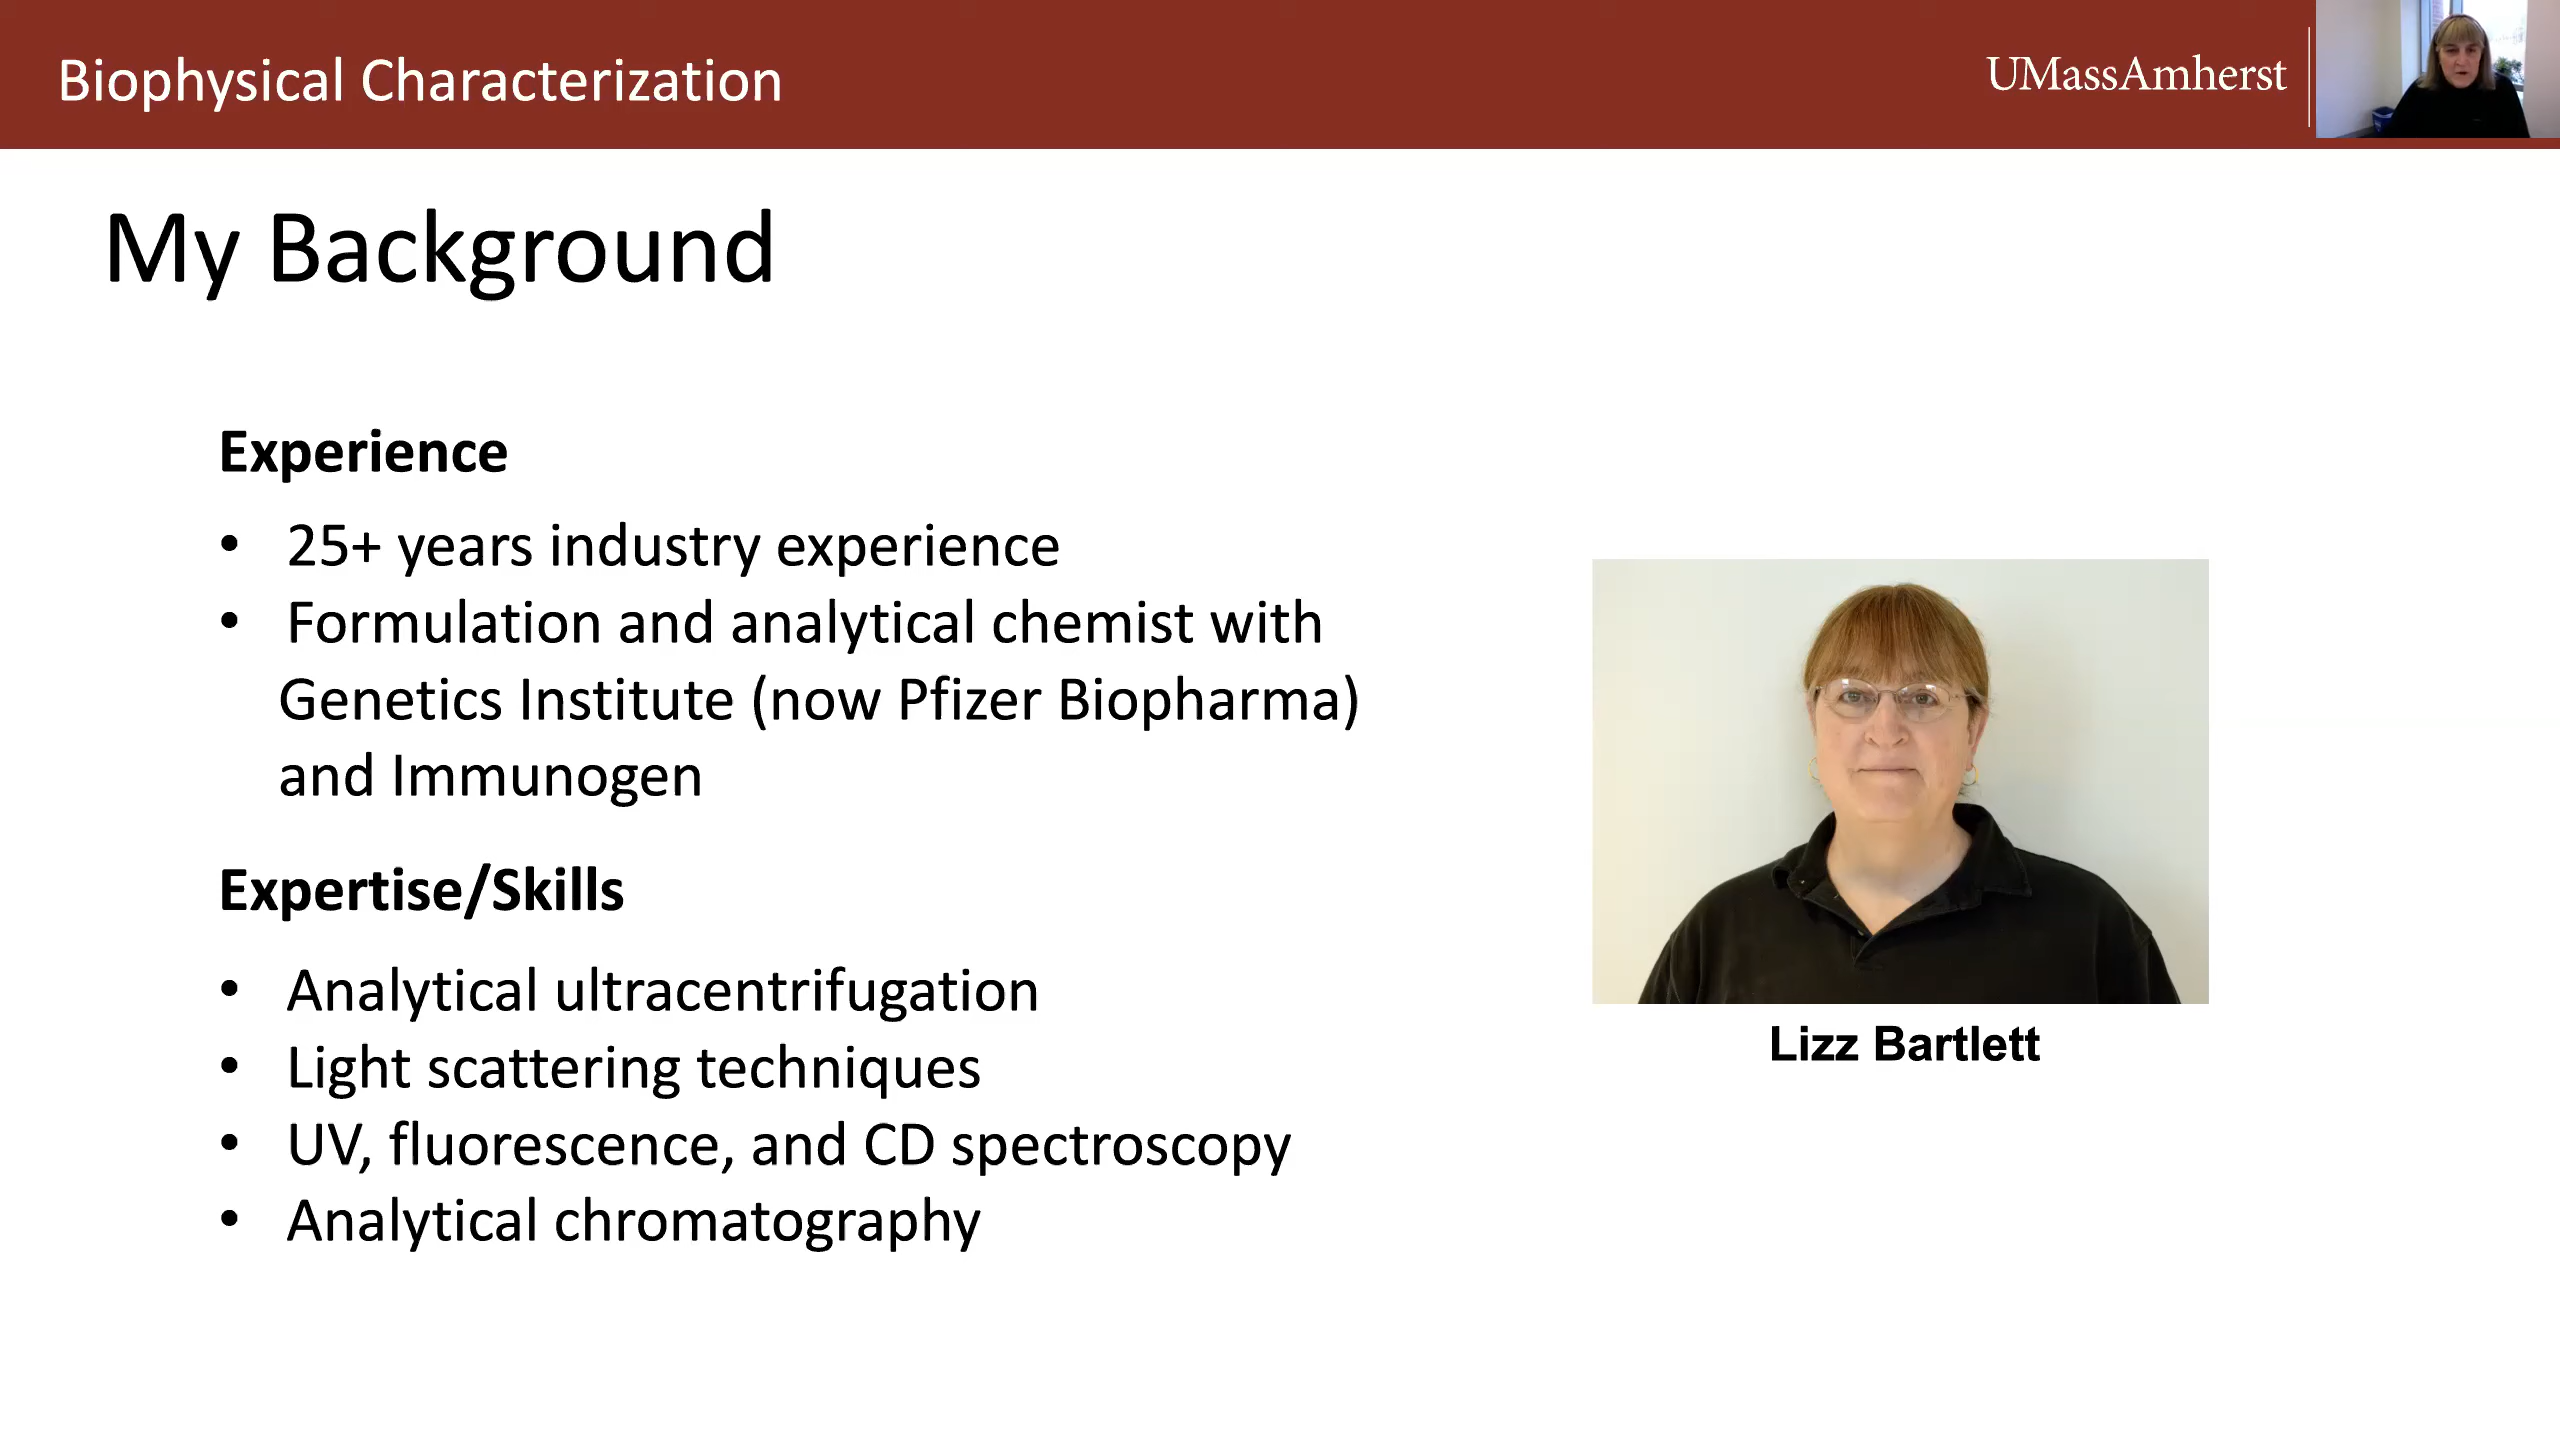 Biophysical Characterization
UMassAmherst
My Background
Experience
• 25+ years industry experience
• Formulation and analytical chemist with
Genetics Institute (now Pfizer Biopharma)
and Immunogen
Expertise/Skills
• Analytical ultracentrifugation
• Light scattering techniques
• UV, fluorescence, and CD spectroscopy
• Analytical chromatography
Lizz Bartlett